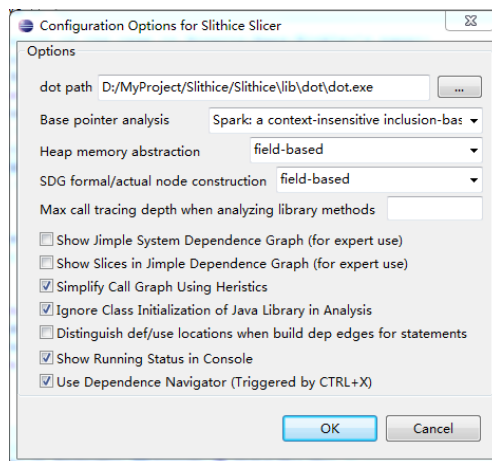 Configuration Options for Slithice Slicer
Options
dot path D:/MyProject/Slithice/Slithice\lib\dot\dot.exe ...
Base pointer analysis Spark: a context-insensitive inclusion-bas
Heap memory abstraction field-based
SDG formal/actual node construction field-based
Max call tracing depth when analyzing library methods
Show Jimple System Dependence Graph (for expert use)
Show Slices in Jimple Dependence Graph (for expert use)
Simplify Call Graph Using Heristics
Ignore Class Initialization of Java Library in Analysis
Distinguish def/use locations when build dep edges for statements
Show Running Status in Console
Use Dependence Navigator (Triggered by CTRL+X)
OK Cancel